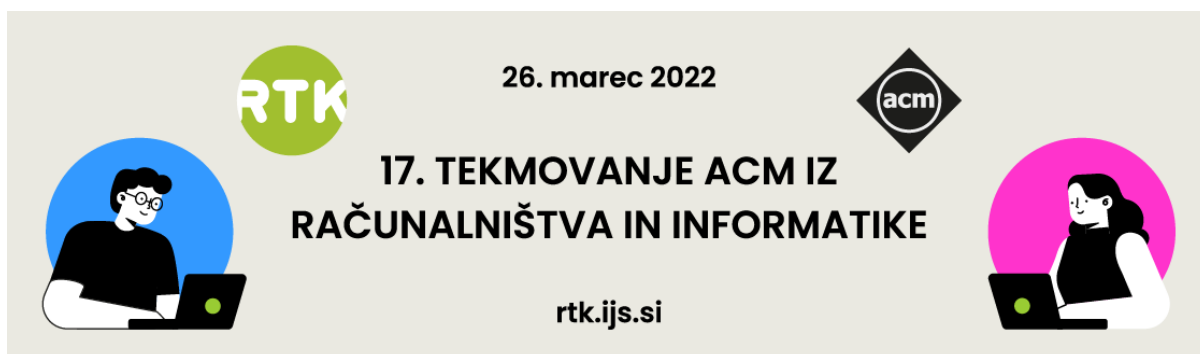 RTK
26. marec 2022
acm
17. TEKMOVANJE ACM IZ
RAČUNALNIŠTVA IN INFORMATIKE
rtk.ijs.si